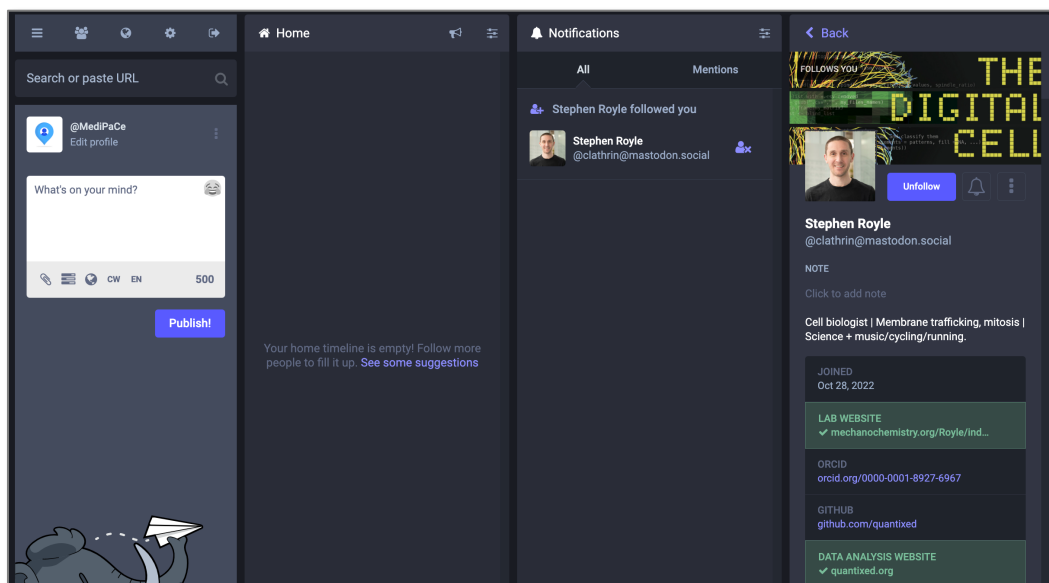 Home
Notifications
Back
Search or paste URL
@MediPaCe
Edit profile
What's on your mind?
CW EN 500
Publish!
Your home timeline is empty! Follow more
people to fill it up. See some suggestions
All Mentions
Stephen Royle followed you
Stephen Royle
@clathrin@mastodon.social
FOLLOWS YOU
THE
DIGITAL
CELL
Unfollow
Stephen Royle
@clathrin@mastodon.social
NOTE
Click to add note
Cell biologist | Membrane trafficking, mitosis |
Science + music/cycling/running.
JOINED
Oct 28, 2022
LAB WEBSITE
mechanochemistry.org/Royle/ind...
ORCID
orcid.org/0000-0001-8927-6967
GITHUB
github.com/quantixed
DATA ANALYSIS WEBSITE
quantixed.org